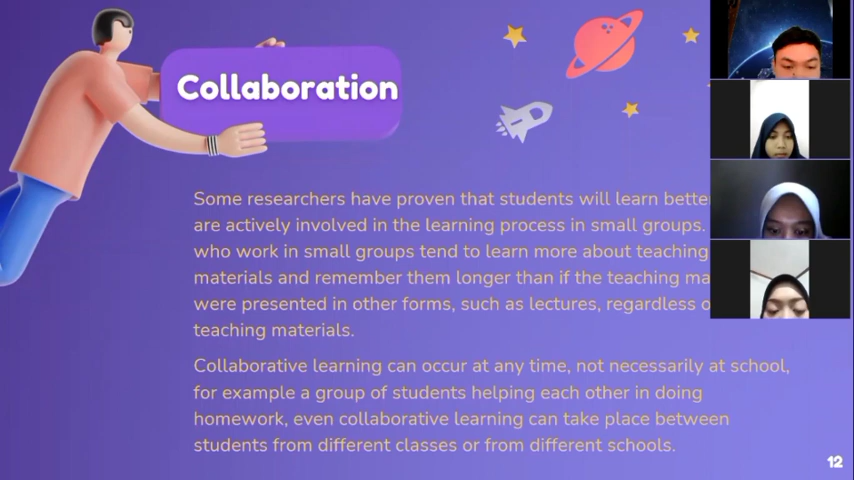 Collaboration
Some researchers have proven that students will learn better
are actively involved in the learning process in small groups.
who work in small groups tend to learn more about teaching
materials and remember them longer than if the teaching
were presented in other forms, such as lectures, regardless
teaching materials.
Collaborative learning can occur at any time, not necessarily at school,
for example a group of students helping each other in doing
homework, even collaborative learning can take place between
students from different classes or from different schools.
12